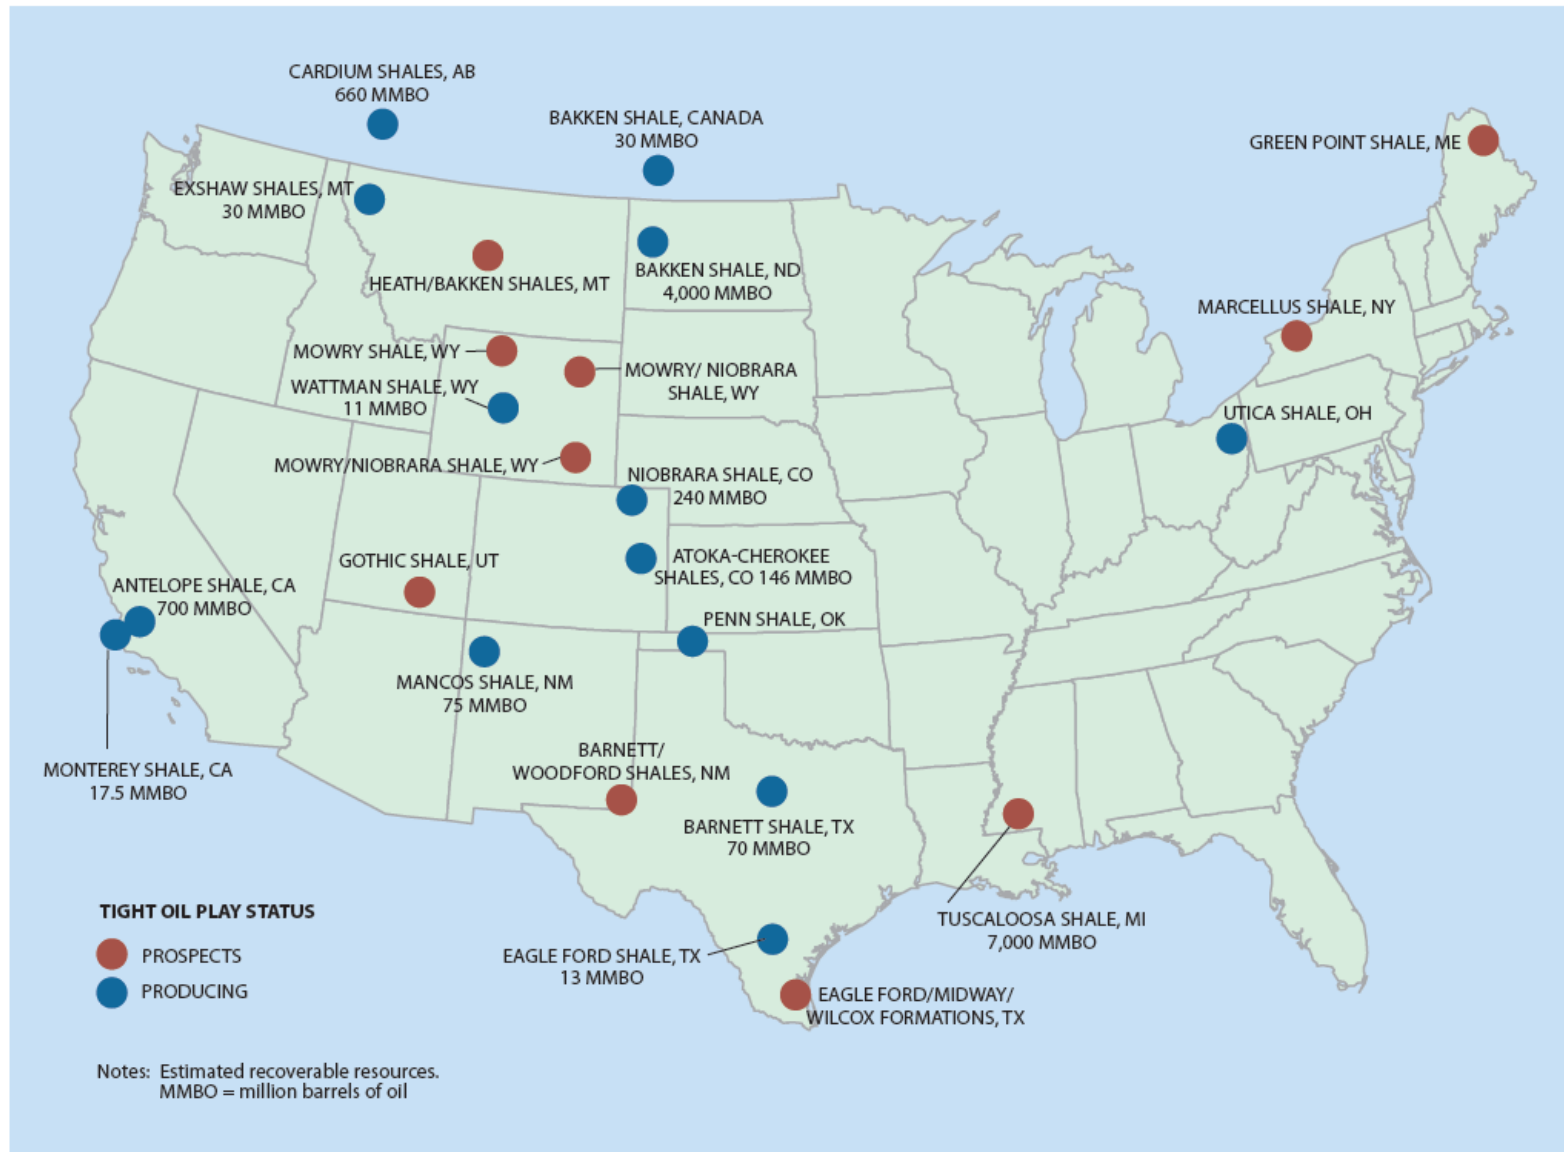 CARDIUM SHALES, AB
660 MMBO
BAKKEN SHALE, CANADA
30 MMBO
GREEN POINT SHALE, ME
EXSHAW SHALES, MT
30 MMBO
HEATH/BAKKEN SHALES, MT
BAKKEN SHALE, ND
4,000 MMBO
MARCELLUS SHALE, NY
MOWRY SHALE, WY
MOWRY/ NIOBRARA
SHALE, WY
WATTMAN SHALE, WY
11 MMBO
UTICA SHALE, OH
MOWRY/NIOBRARA SHALE, WY
NIOBRARA SHALE, CO
240 MMBO
GOTHIC SHALE, UT
ATOKA-CHEROKEE
SHALES, CO 146 MMBO
ANTELOPE SHALE, CA
700 MMBO
PENN SHALE, OK
MANCOS SHALE, NM
75 MMBO
MONTEREY SHALE, CA
17.5 MMBO
BARNETT/
WOODFORD SHALES, NM
BARNETT SHALE, TX
70 MMBO
TUSCALOOSA SHALE, MI
7,000 MMBO
EAGLE FORD SHALE, TX
13 MMBO
EAGLE FORD/MIDWAY/
WILCOX FORMATIONS, TX
TIGHT OIL PLAY STATUS
PROSPECTS
PRODUCING
Notes: Estimated recoverable resources.
MMBO = million barrels of oil